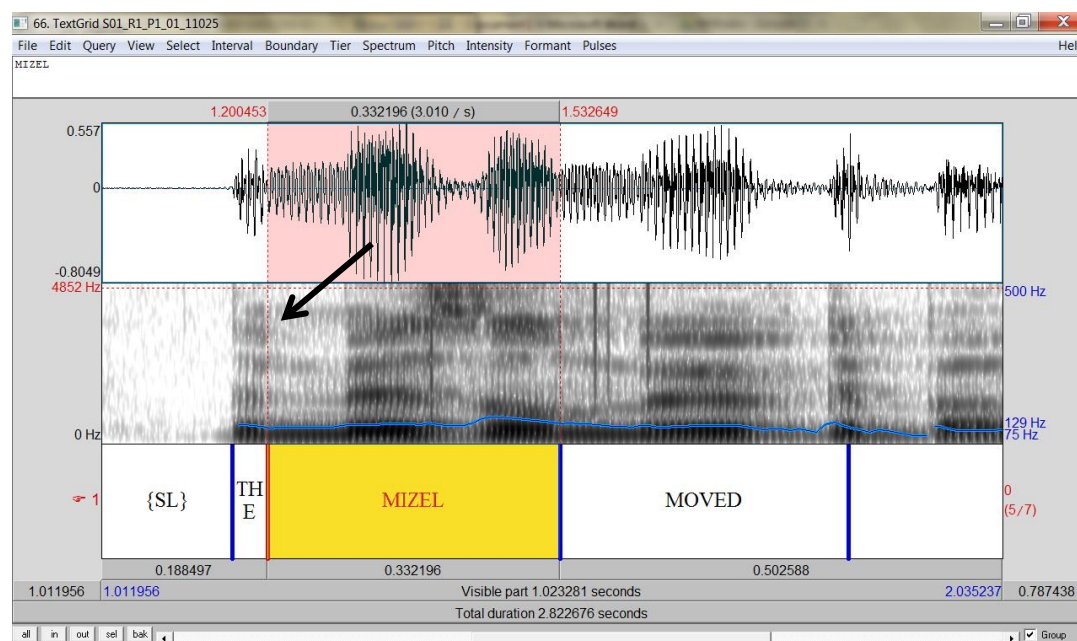 66. TextGrid S01_R1_P1_01_11025
File Edit Query View Select Interval Boundary Tier Spectrum Pitch Intensity Formant Pulses Hel
MIZEL
1.200453 0.332196 (3.010 / s) 1.532649
0.557
0
-0.8049
4852 Hz
500 Hz
129 Hz
0 Hz
75 Hz
☞ 1 {SL} TH
E MIZEL MOVED 0
(5/7)
0.188497 0.332196 0.502588
1.011956 1.011956 Visible part 1.023281 seconds 2.035237 0.787438
Total duration 2.822676 seconds
all in out sel bak Group